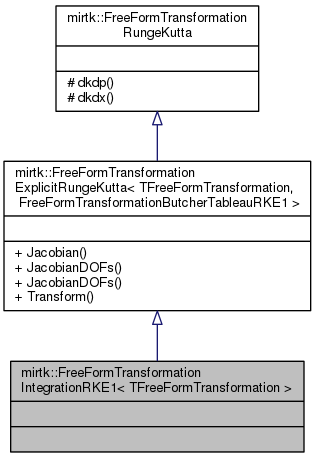 mirtk::FreeFormTransformation
RungeKutta
# dkdp()
# dkdx()
mirtk::FreeFormTransformation
ExplicitRungeKutta< TFreeFormTransformation,
FreeFormTransformationButcherTableauRKE1 >
+ Jacobian()
+ JacobianDOFs()
+ JacobianDOFs()
+ Transform()
mirtk::FreeFormTransformation
IntegrationRKE1< TFreeFormTransformation >